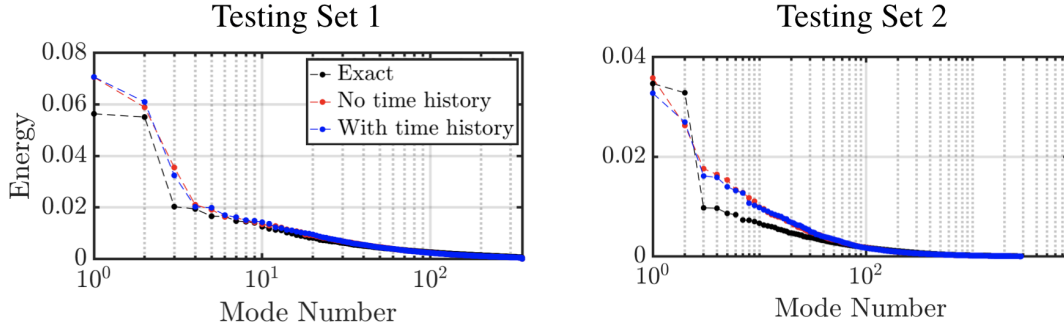 Testing Set 1
Testing Set 2
0.08
0.06
0.04
0.02
0
Energy
Exact
No time history
With time history
10^0
10^1
10^2
Mode Number
0.04
0.02
0
10^0
10^2
Mode Number